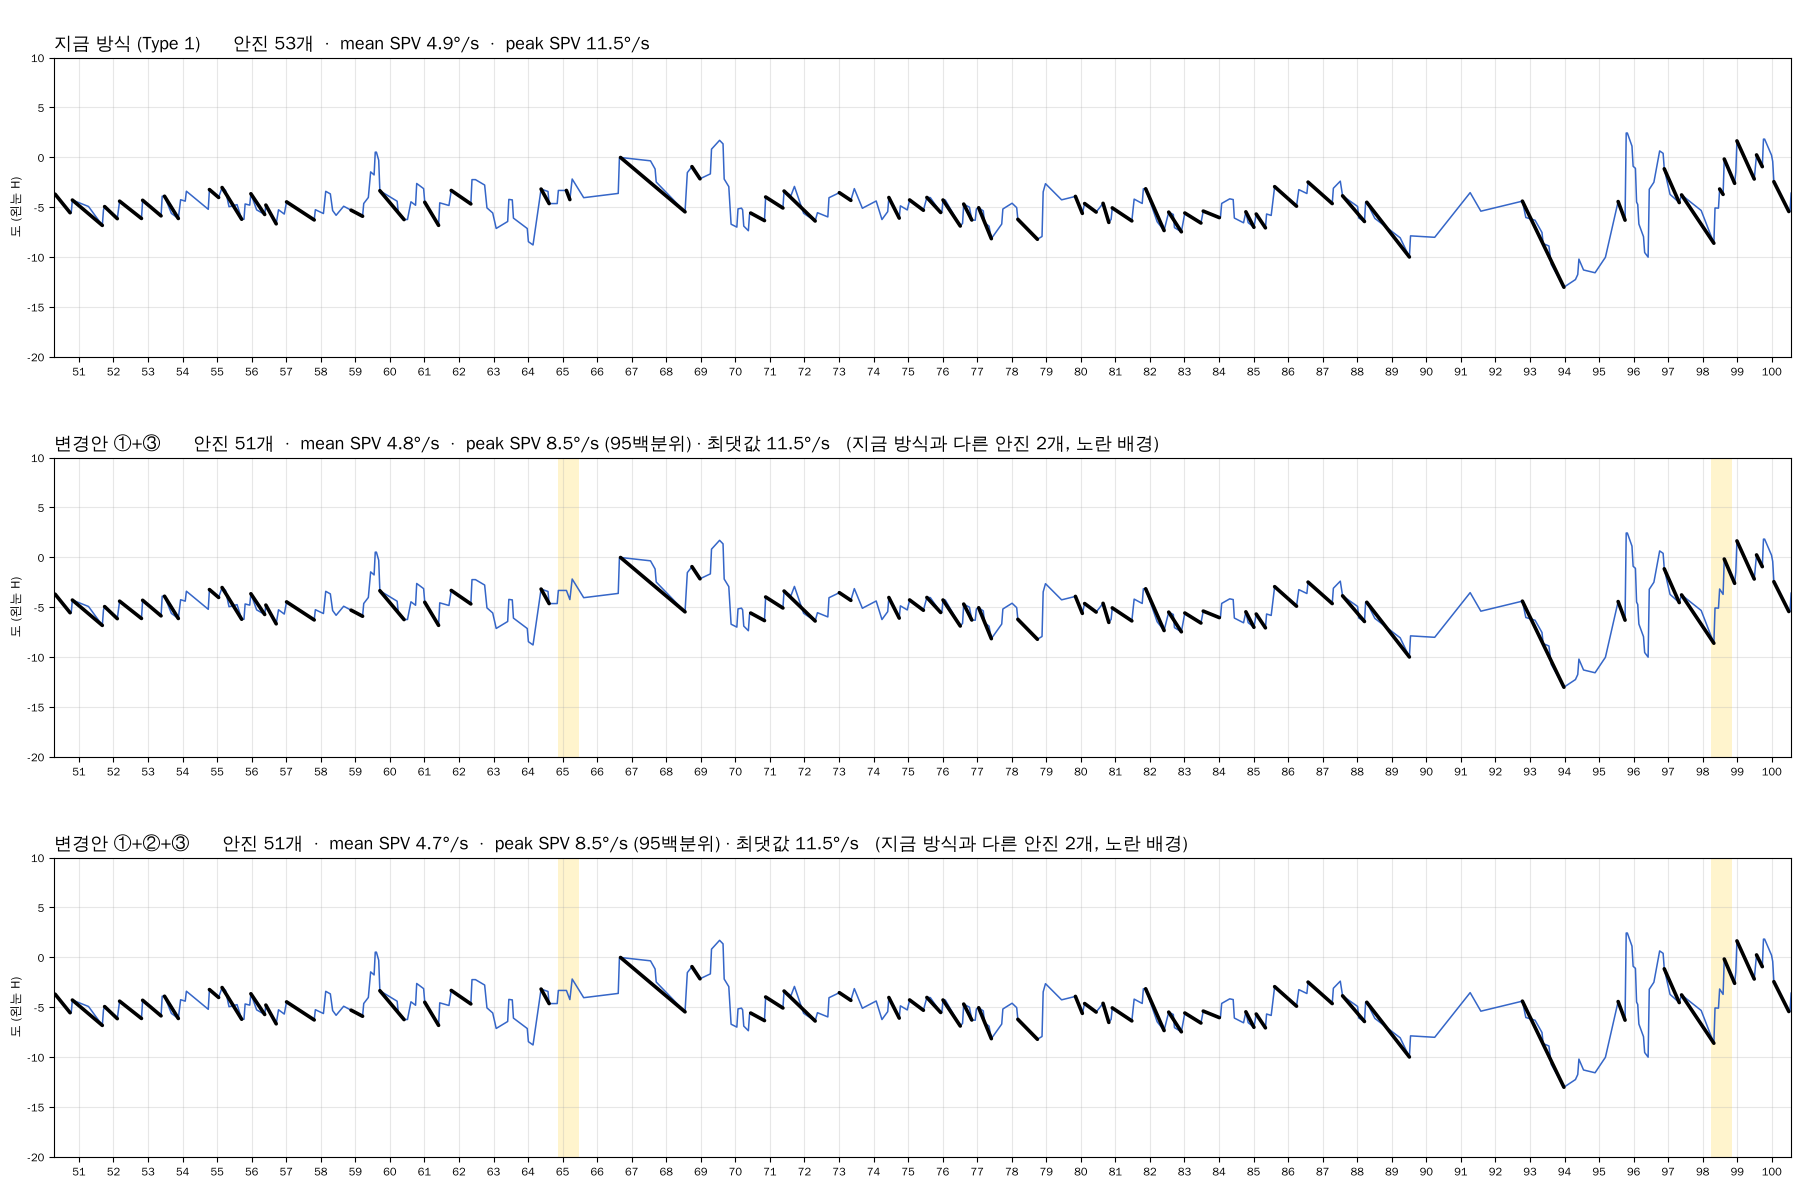 지금 방식 (Type 1) 안진 53개 · mean SPV 4.9°/s · peak SPV 11.5°/s
10
5
0
-5
-10
-15
-20
도 (왼눈 H)
51 52 53 54 55 56 57 58 59 60 61 62 63 64 65 66 67 68 69 70 71 72 73 74 75 76 77 78 79 80 81 82 83 84 85 86 87 88 89 90 91 92 93 94 95 96 97 98 99 100
변경안 ①+③ 안진 51개 · mean SPV 4.8°/s · peak SPV 8.5°/s (95백분위) · 최댓값 11.5°/s (지금 방식과 다른 안진 2개, 노란 배경)
10
5
0
-5
-10
-15
-20
도 (왼눈 H)
51 52 53 54 55 56 57 58 59 60 61 62 63 64 65 66 67 68 69 70 71 72 73 74 75 76 77 78 79 80 81 82 83 84 85 86 87 88 89 90 91 92 93 94 95 96 97 98 99 100
변경안 ①+②+③ 안진 51개 · mean SPV 4.7°/s · peak SPV 8.5°/s (95백분위) · 최댓값 11.5°/s (지금 방식과 다른 안진 2개, 노란 배경)
10
5
0
-5
-10
-15
-20
도 (왼눈 H)
51 52 53 54 55 56 57 58 59 60 61 62 63 64 65 66 67 68 69 70 71 72 73 74 75 76 77 78 79 80 81 82 83 84 85 86 87 88 89 90 91 92 93 94 95 96 97 98 99 100